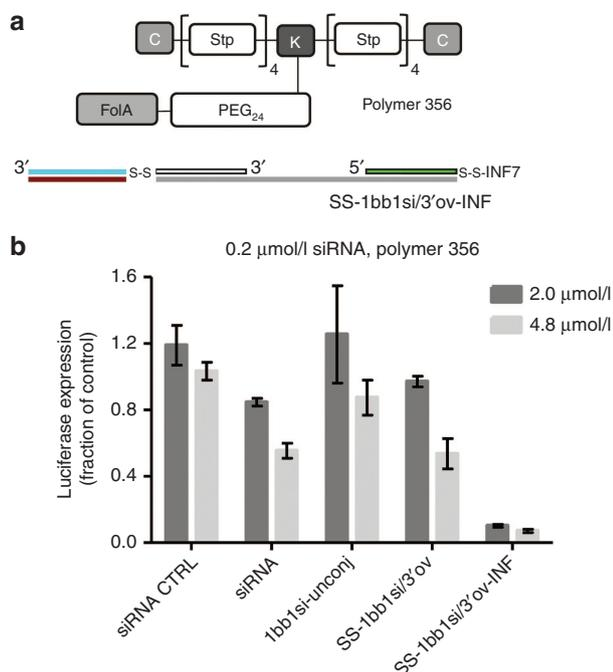 a
C Stp K Stp C
4 4
FolA PEG24 Polymer 356
3′ S-S 3′ 5′ S-S-INF7
SS-1bb1si/3′ov-INF
b
0.2 μmol/l siRNA, polymer 356
2.0 μmol/l
4.8 μmol/l
Luciferase expression
(fraction of control)
1.6
1.2
0.8
0.4
0.0
siRNA CTRL
siRNA
1bb1si-unconj
SS-1bb1si/3′ov
SS-1bb1si/3′ov-INF